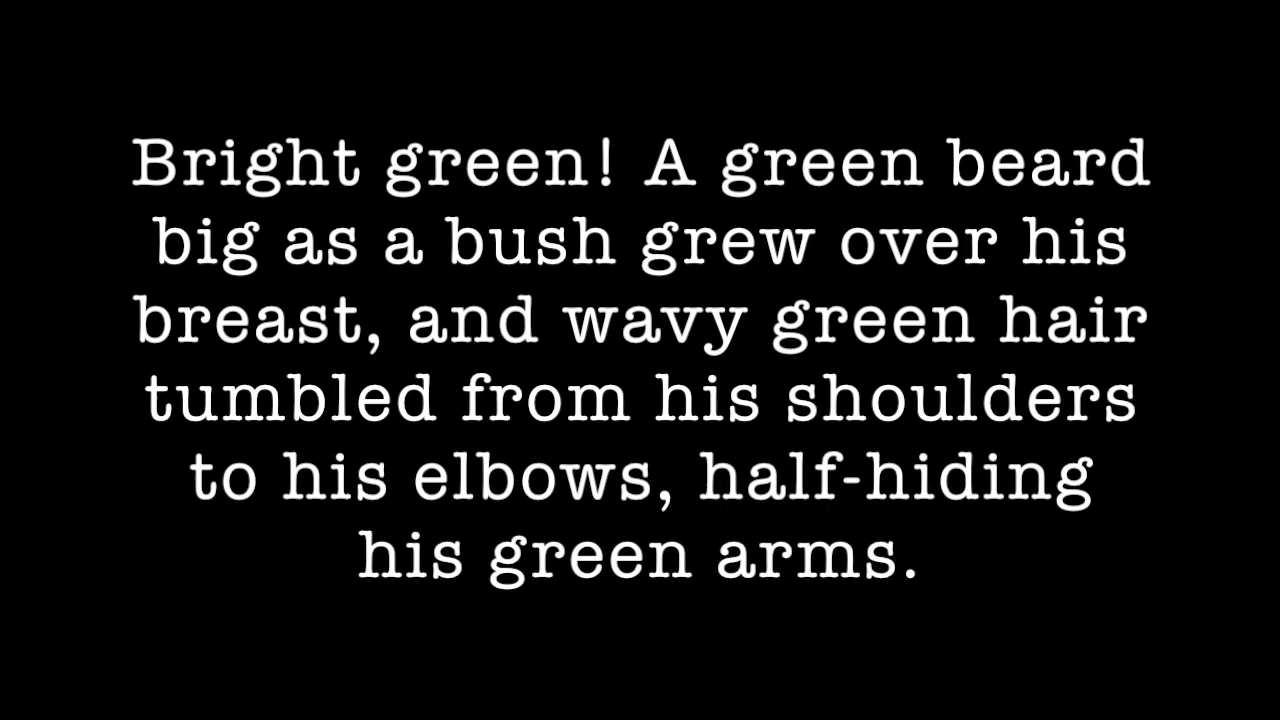 Bright green! A green beard
big as a bush grew over his
breast, and wavy green hair
tumbled from his shoulders
to his elbows, half-hiding
his green arms.